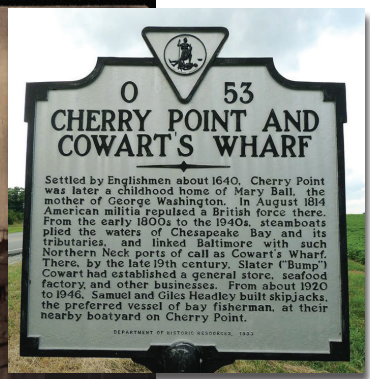 O 53
CHERRY POINT AND
COWART'S WHARF
Settled by Englishmen about 1640, Cherry Point
was later a childhood home of Mary Ball, the
mother of George Washington. In August 1814
American militia repulsed a British force there.
From the early 1800s to the 1940s, steamboats
plied the waters of Chesapeake Bay and its
tributaries, and linked Baltimore with such
Northern Neck ports of call as Cowart's Wharf.
There, by the late 19th century, Slater ("Bump")
Cowart had established a general store, seafood
factory, and other businesses. From about 1920
to 1946, Samuel and Giles Headley built skipjacks,
the preferred vessel of bay fisherman, at their
nearby boatyard on Cherry Point.
DEPARTMENT OF HISTORIC RESOURCES,